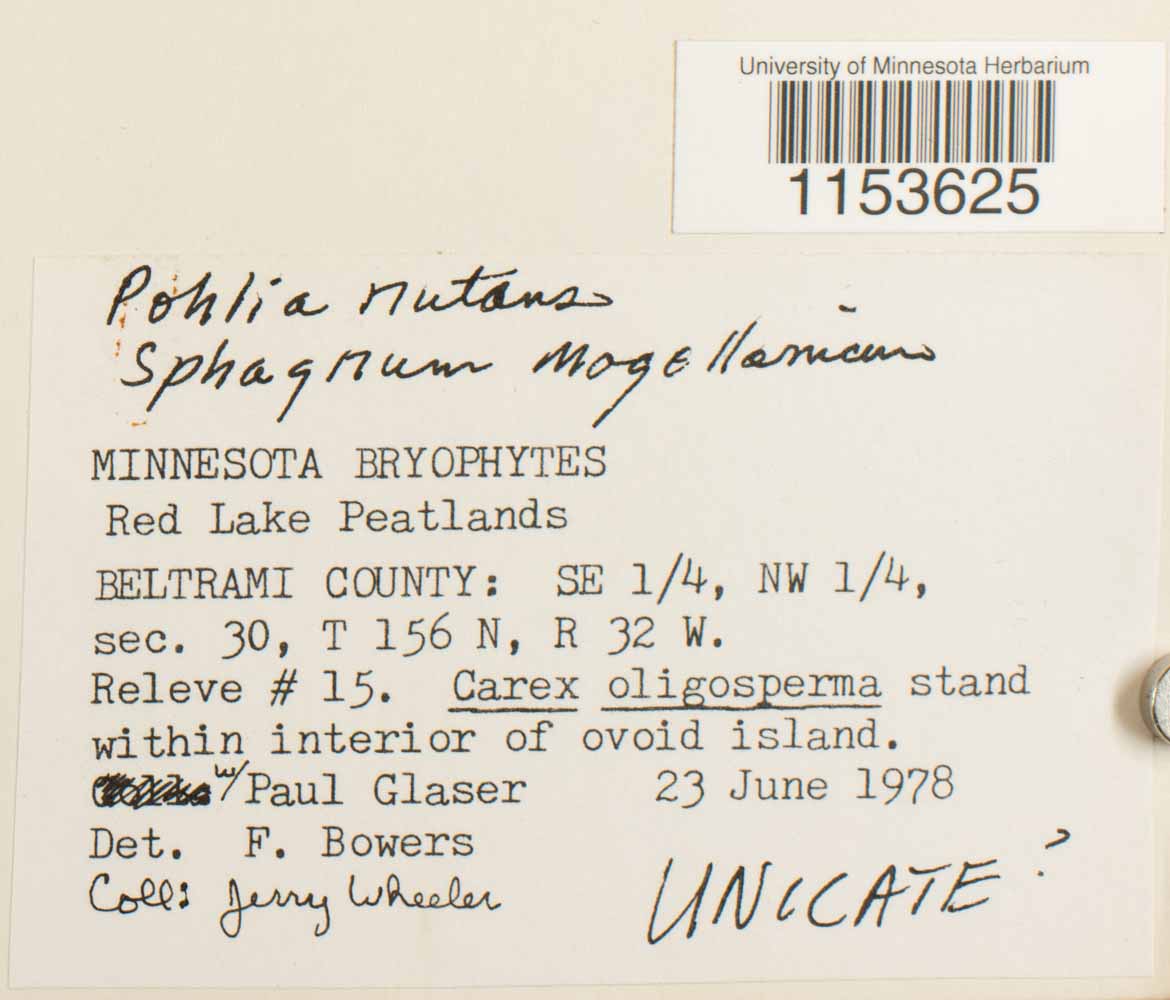 University of Minnesota Herbarium
1153625
Pohlia nutans
Sphagnum Magellanicum
MINNESOTA BRYOPHYTES
Red Lake Peatlands
BELTRAMI COUNTY: SE 1/4, NW 1/4,
sec. 30, T 156 N, R 32 W.
Releve # 15. Carex oligosperma stand
within interior of ovoid island.
w/ Paul Glaser 23 June 1978
Det. F. Bowers
Coll: Jerry Wheeler
UNICATE?